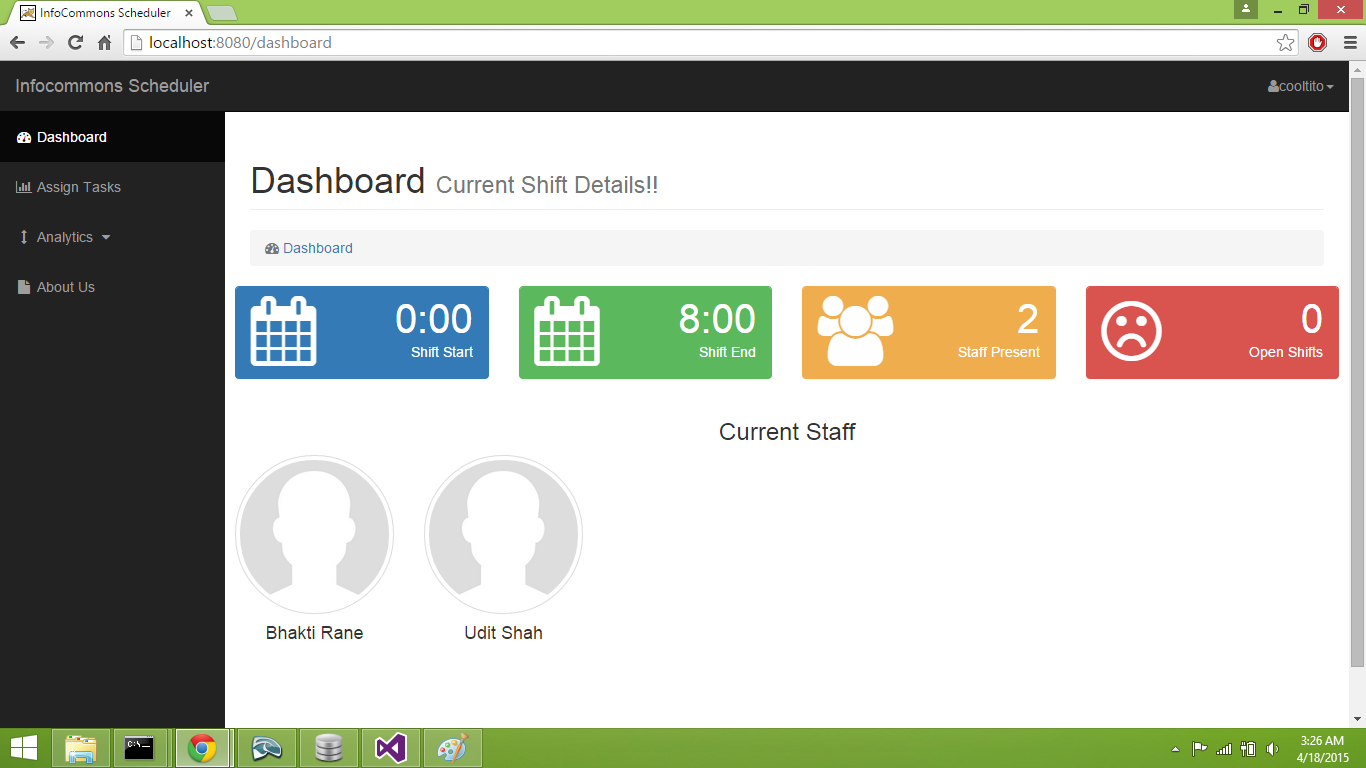 InfoCommons Scheduler
localhost:8080/dashboard
Infocommons Scheduler
cooltito
Dashboard
Assign Tasks
Analytics
About Us
Dashboard Current Shift Details!!
Dashboard
0:00
Shift Start
8:00
Shift End
2
Staff Present
0
Open Shifts
Current Staff
Bhakti Rane
Udit Shah
C:\_
3:26 AM
4/18/2015